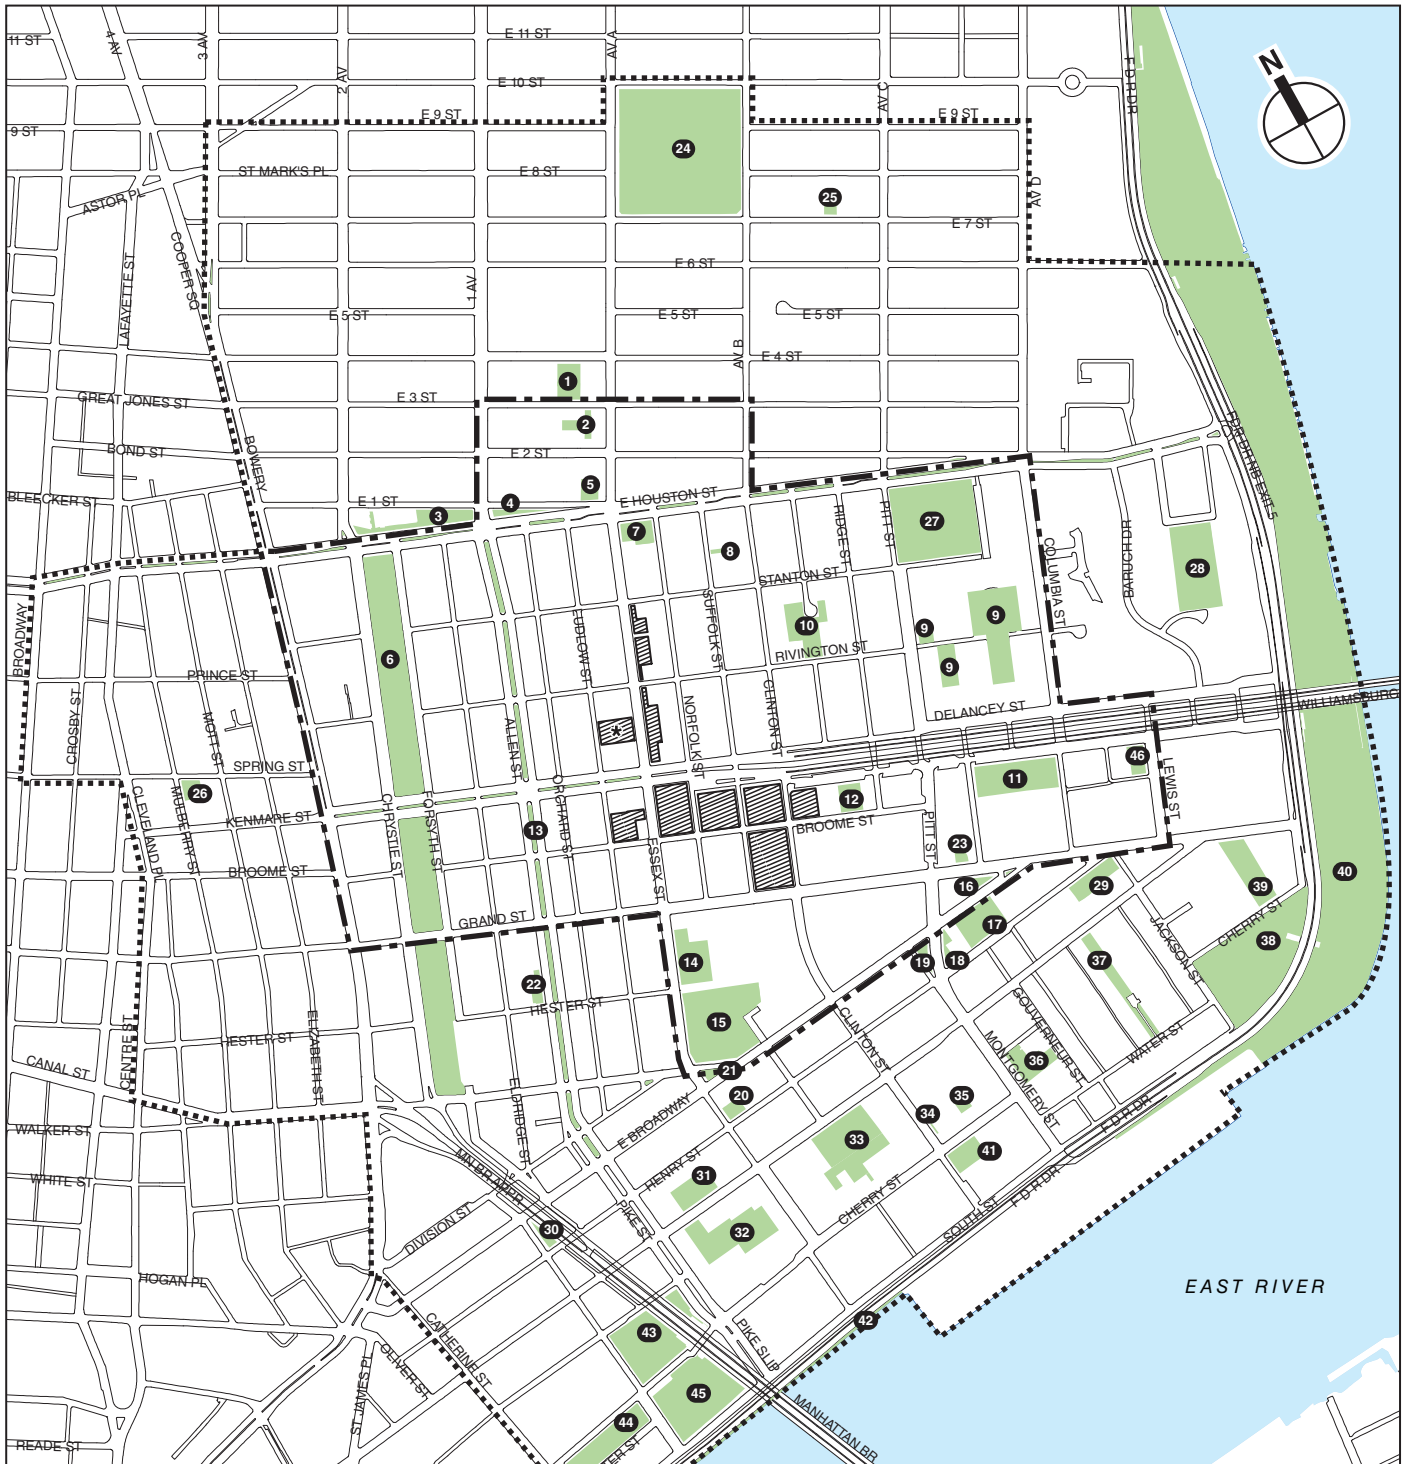 11 ST
4 AV
3 AV
2 AV
E 11 ST
AV A
E 10 ST
AV C
F D R DR
N
9 ST
E 9 ST
E 9 ST
24
ST MARK'S PL
E 8 ST
25
AV D
ASTOR PL
E 7 ST
COOPER SQ
LAFAYETTE ST
E 6 ST
1 AV
E 5 ST
E 5 ST
E 5 ST
AV B
E 4 ST
1
GREAT JONES ST
E 3 ST
2
BOND ST
BOWERY
E 2 ST
FDR DR NB EXIT 5
5
BLEECKER ST
E 1 ST
4
E HOUSTON ST
3
7
RIDGE ST
PITT ST
27
8
STANTON ST
COLUMBIA ST
BARUCH DR
28
BROADWAY
LUDLOW ST
SUFFOLK ST
10
9
9
RIVINGTON ST
6
9
PRINCE ST
CROSBY ST
MOTT ST
ALLEN ST
NORFOLK ST
CLINTON ST
DELANCEY ST
WILLIAMSBURG
*
SPRING ST
46
11
LEWIS ST
26
CLEVELAND PL
MULBERRY ST
KENMARE ST
CHRYSTIE ST
FORSYTH ST
13
ORCHARD ST
12
BROOME ST
PITT ST
23
BROOME ST
ESSEX ST
40
16
29
39
GRAND ST
17
JACKSON ST
CHERRY ST
38
14
19
18
37
22
HESTER ST
15
CLINTON ST
GOUVERNEUR ST
WATER ST
CENTRE ST
HESTER ST
ELIZABETH ST
MONTGOMERY ST
36
CANAL ST
21
20
35
ELDRIDGE ST
34
F D R DR
WALKER ST
E BROADWAY
33
41
MN BR APPR
HENRY ST
31
WHITE ST
CHERRY ST
F D R DR
DIVISION ST
30
PIKE ST
32
SOUTH ST
HOGAN PL
EAST RIVER
42
CATHERINE ST
43
PIKE SLIP
OLIVER ST
ST JAMES PL
45
MANHATTAN BR
44
READE ST